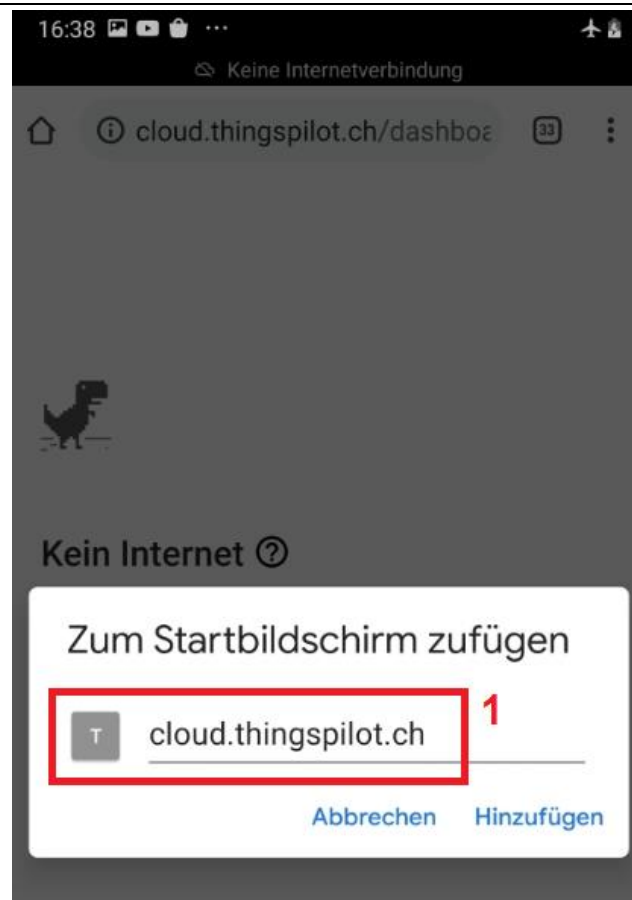 16:38
Keine Internetverbindung
cloud.thingspilot.ch/dashboa
33
Kein Internet
Zum Startbildschirm zufügen
T
cloud.thingspilot.ch
1
Abbrechen Hinzufügen